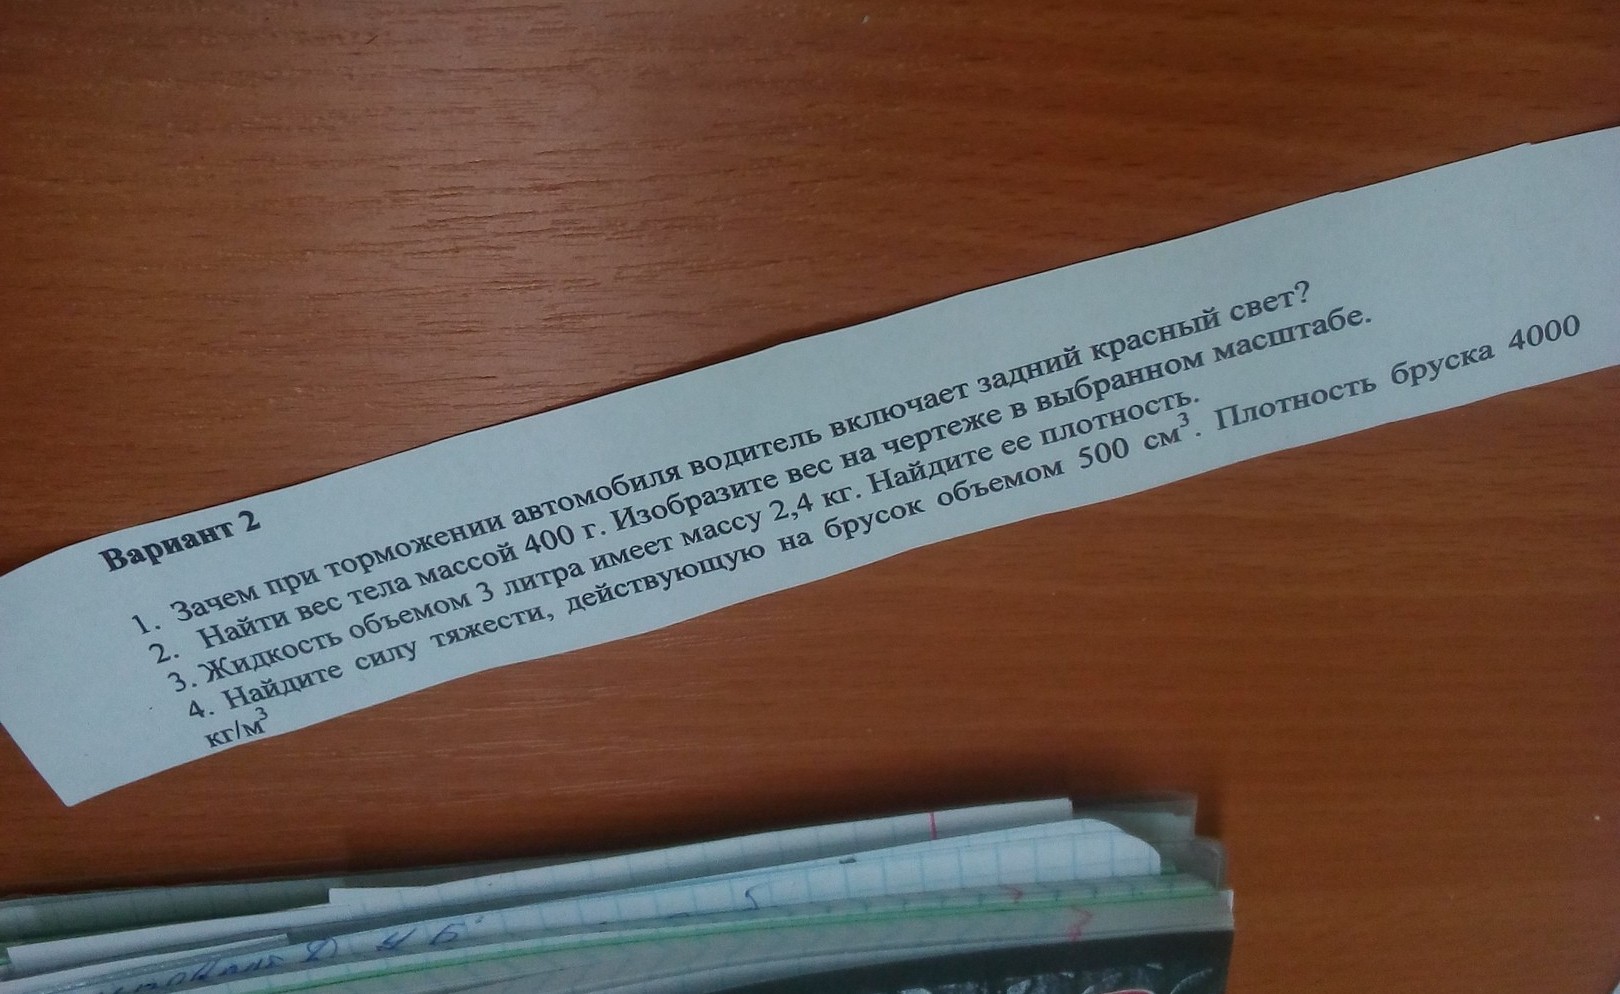 Вариант 2
1. Зачем при торможении автомобиля водитель включает задний красный свет?
2. Найти вес тела массой 400 г. Изобразите вес на чертеже в выбранном масштабе.
3. Жидкость объемом 3 литра имеет массу 2,4 кг. Найдите ее плотность.
4. Найдите силу тяжести, действующую на брусок объемом 500 см³. Плотность бруска 4000
кг/м³